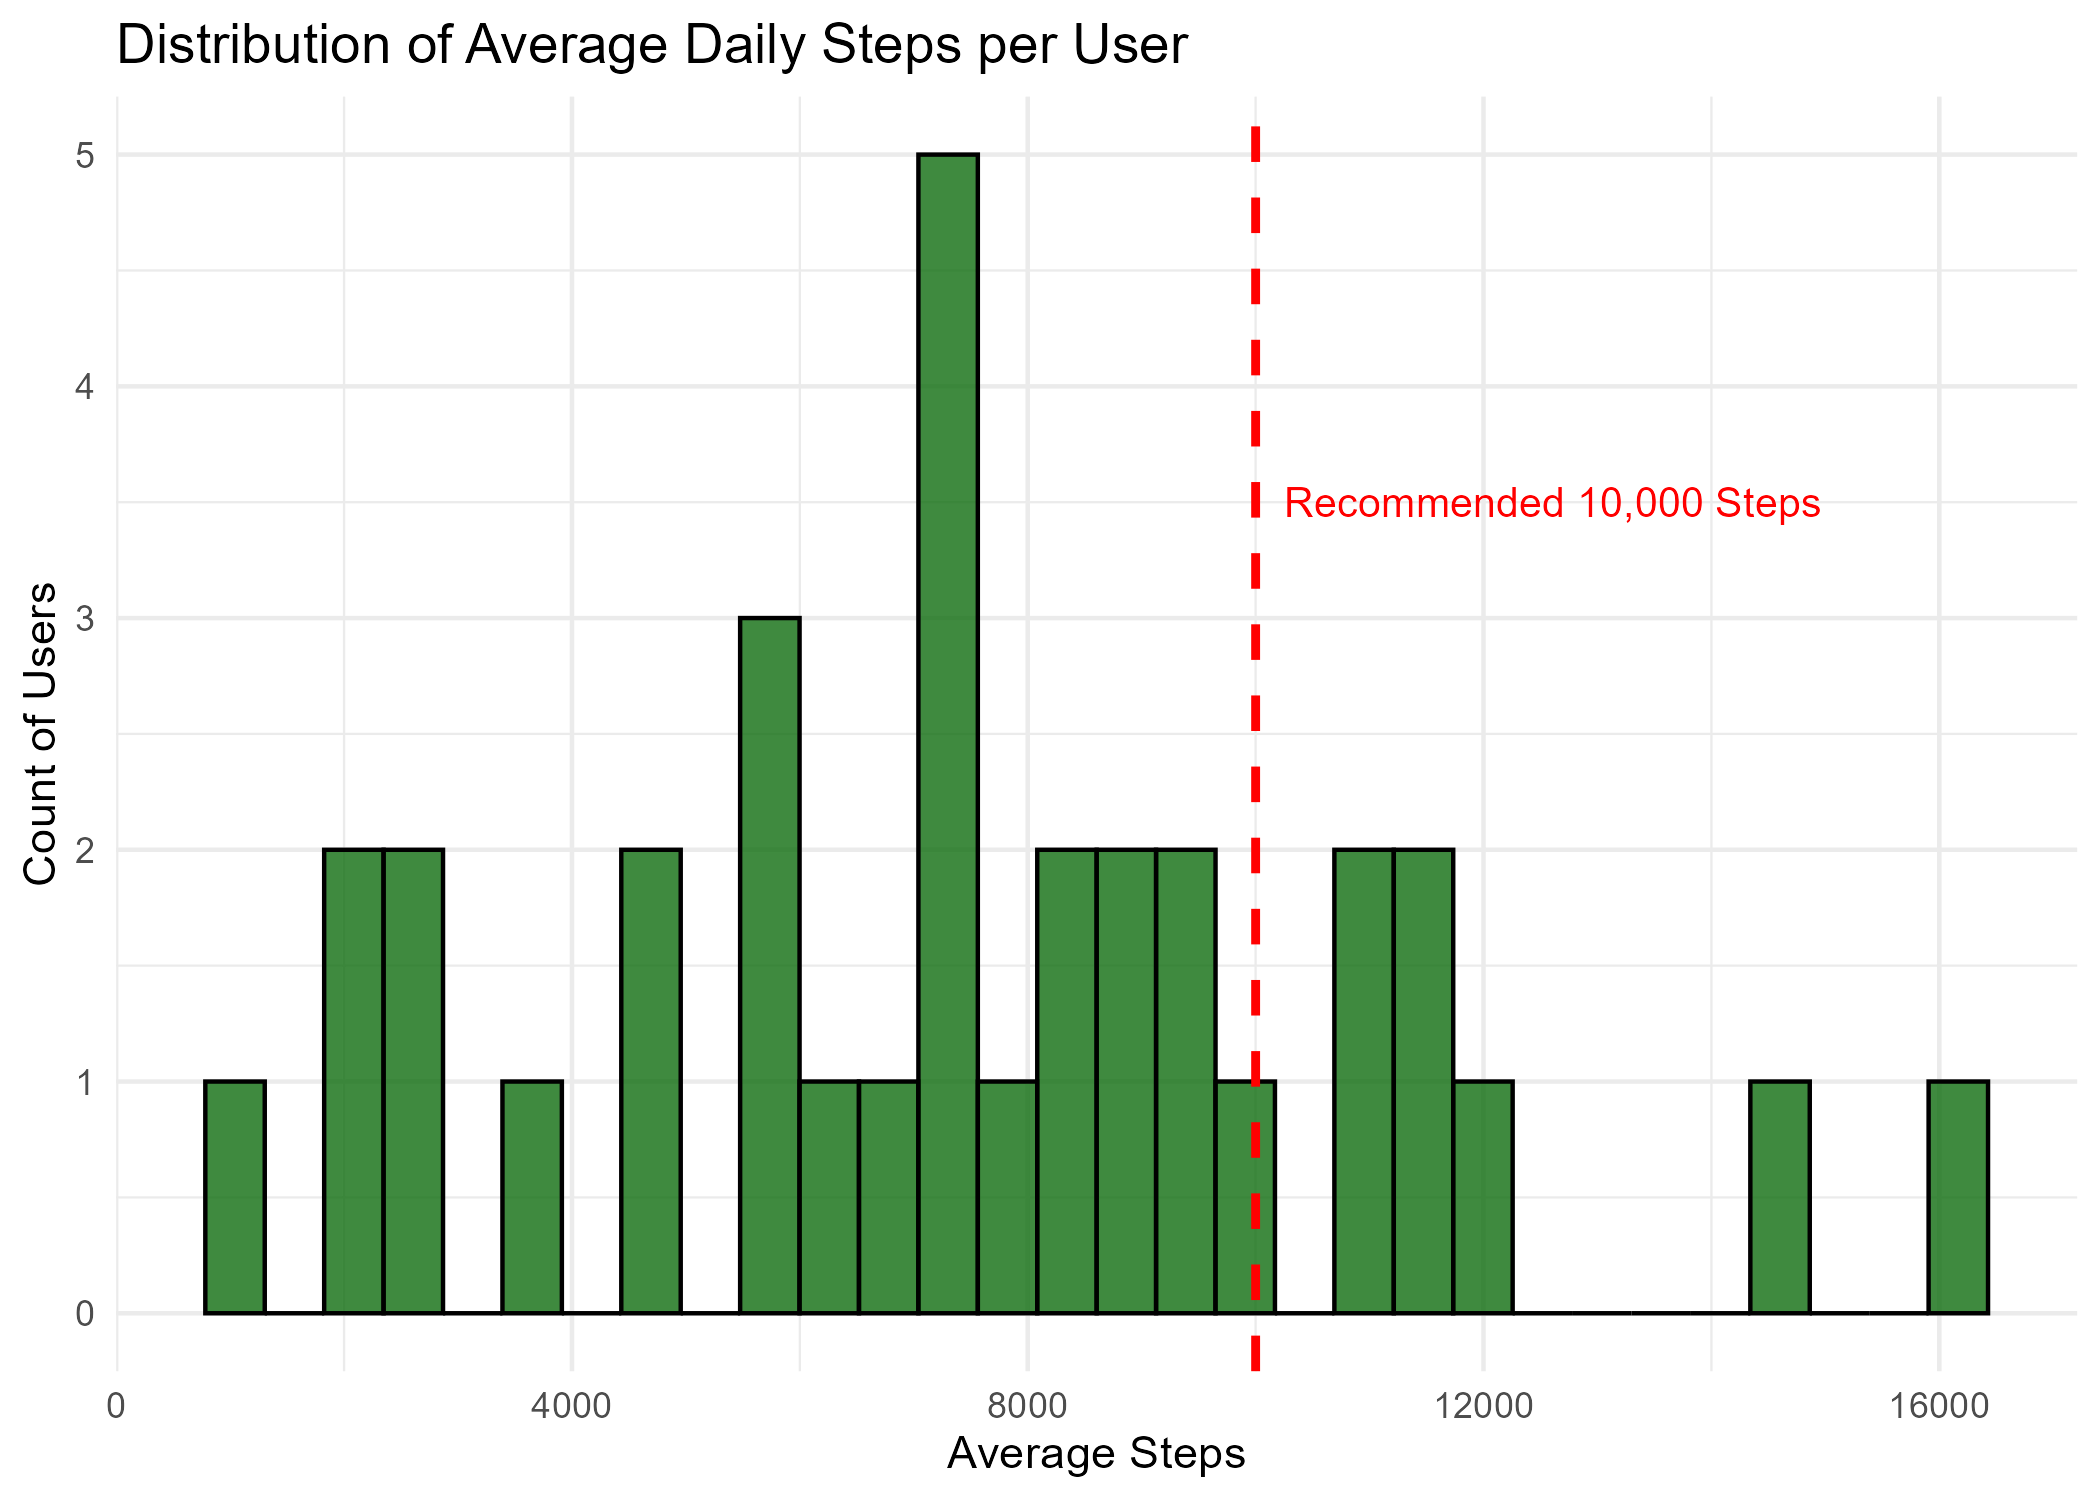 Distribution of Average Daily Steps per User
5
4
3
2
1
0
Count of Users
Recommended 10,000 Steps
0 4000 8000 12000 16000
Average Steps